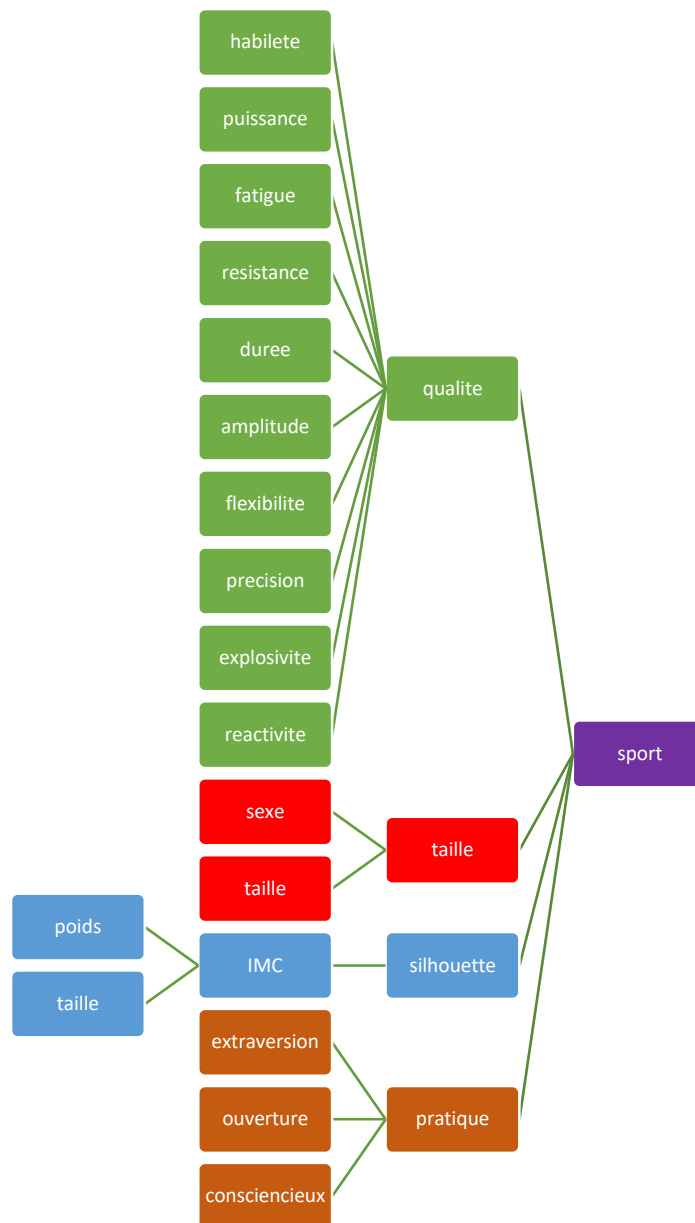 habilete
puissance
fatigue
resistance
duree
amplitude
flexibilite
precision
explosivite
reactivite
qualite
sexe
taille
taille
sport
poids
taille
IMC
silhouette
extraversion
ouverture
consciencieux
pratique